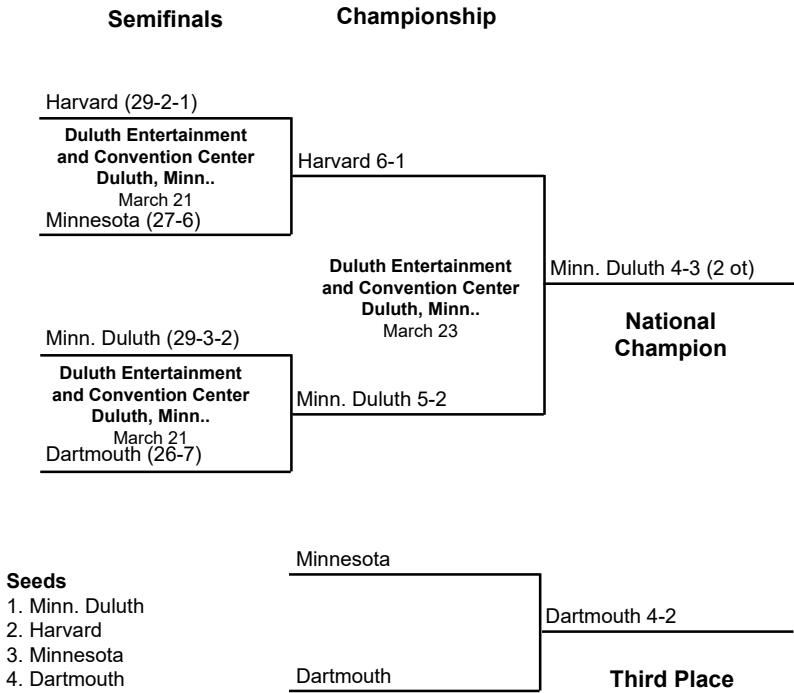 Semifinals
Championship
Harvard (29-2-1)
Duluth Entertainment
and Convention Center
Duluth, Minn..
March 21
Minnesota (27-6)
Harvard 6-1
Duluth Entertainment
and Convention Center
Duluth, Minn..
March 23
Minn. Duluth 4-3 (2 ot)
National
Champion
Minn. Duluth (29-3-2)
Duluth Entertainment
and Convention Center
Duluth, Minn..
March 21
Dartmouth (26-7)
Minn. Duluth 5-2
Seeds
1. Minn. Duluth
2. Harvard
3. Minnesota
4. Dartmouth
Minnesota
Dartmouth 4-2
Dartmouth
Third Place